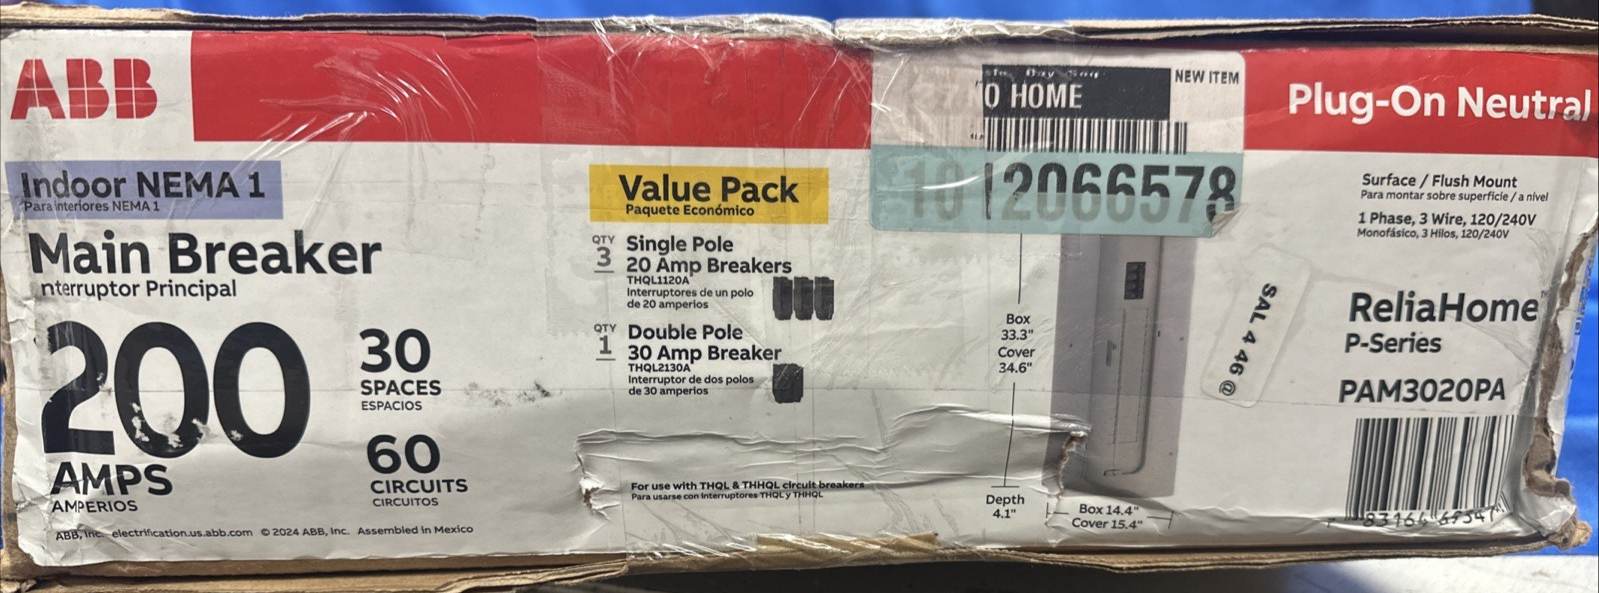 ABB
NEW ITEM
O HOME
Plug-On Neutral
12066578
Indoor NEMA 1
Para interiores NEMA 1
Main Breaker
nterruptor Principal
200
AMPS
AMPERIOS
30
SPACES
ESPACIOS
60
CIRCUITS
CIRCUITOS
ABB, Inc. electrification.us.abb.com © 2024 ABB, Inc. Assembled in Mexico
Value Pack
Paquete Económico
QTY
3
Single Pole
20 Amp Breakers
THQL1120A
Interruptores de un polo
de 20 amperios
QTY
1
Double Pole
30 Amp Breaker
THQL2130A
Interruptor de dos polos
de 30 amperios
For use with THQL & THHQL circuit breakers
Para usarse con interruptores THQL y THHQL
Box
33.3"
Cover
34.6"
Depth
4.1"
Box 14.4"
Cover 15.4"
SAL 4 46 @
Surface / Flush Mount
Para montar sobre superficie / a nivel
1 Phase, 3 Wire, 120/240V
Monofásico, 3 Hilos, 120/240V
ReliaHome™
P-Series
PAM3020PA